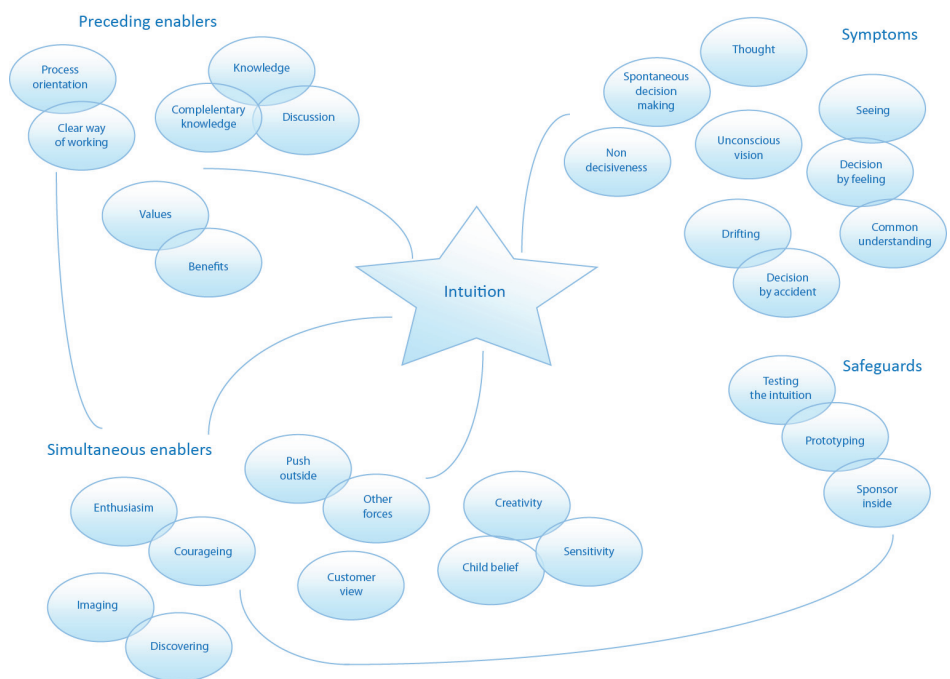 Preceding enablers
Process
orientation
Clear way
of working
Knowledge
Complelentary
knowledge
Discussion
Values
Benefits
Symptoms
Thought
Spontaneous
decision
making
Non
decisiveness
Unconscious
vision
Seeing
Decision
by feeling
Common
understanding
Drifting
Decision
by accident
Intuition
Safeguards
Testing
the intuition
Prototyping
Sponsor
inside
Simultaneous enablers
Enthusiasim
Courageing
Imaging
Discovering
Push
outside
Other
forces
Customer
view
Creativity
Child belief
Sensitivity